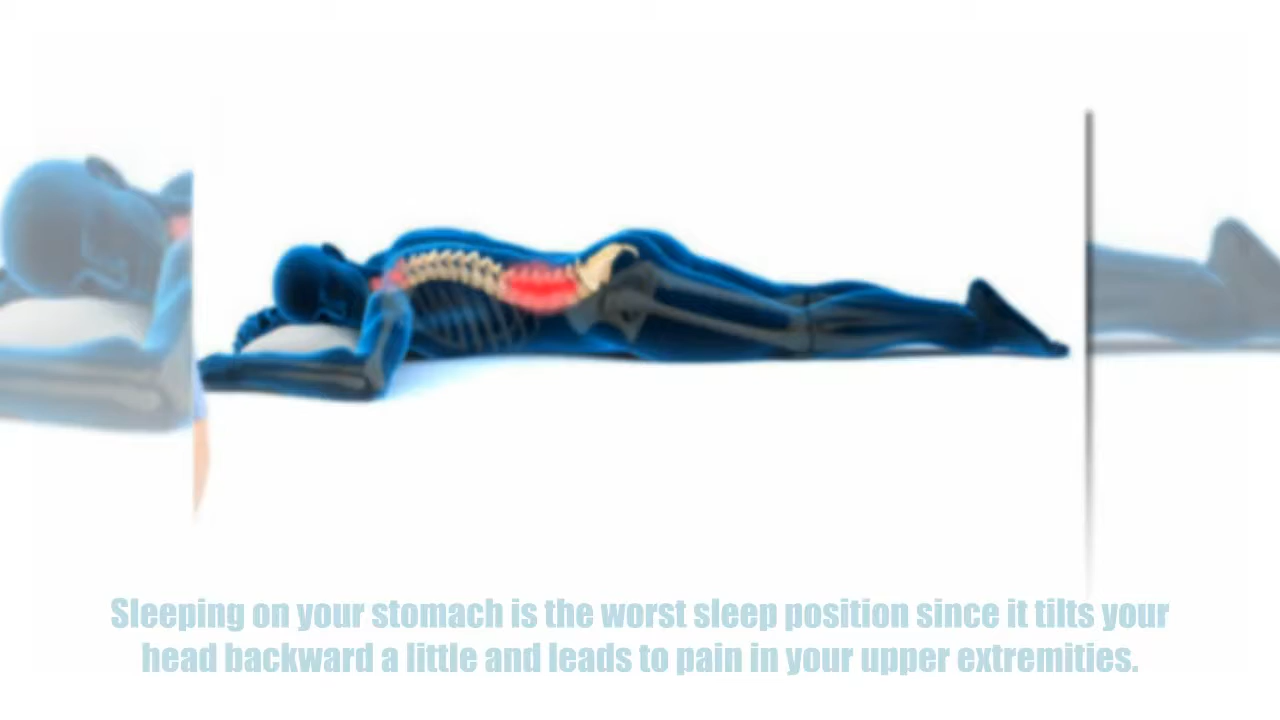 Sleeping on your stomach is the worst sleep position since it tilts your
head backward a little and leads to pain in your upper extremities.